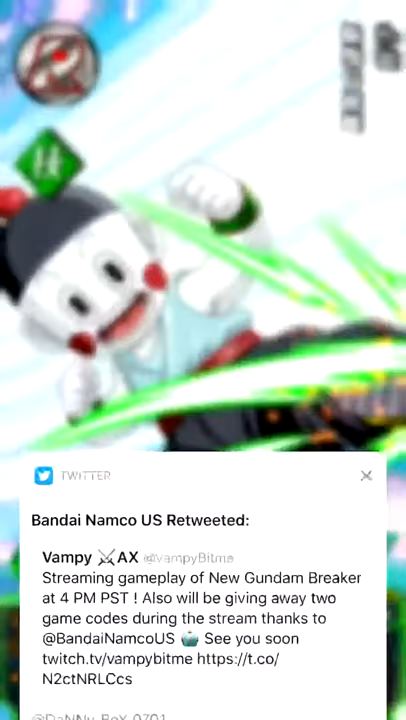 TWITTER
Bandai Namco US Retweeted:
Vampy ⚔AX @VampyBitme
Streaming gameplay of New Gundam Breaker
at 4 PM PST ! Also will be giving away two
game codes during the stream thanks to
@BandaiNamcoUS 🤖 See you soon
twitch.tv/vampybitme https://t.co/
N2ctNRLCcs